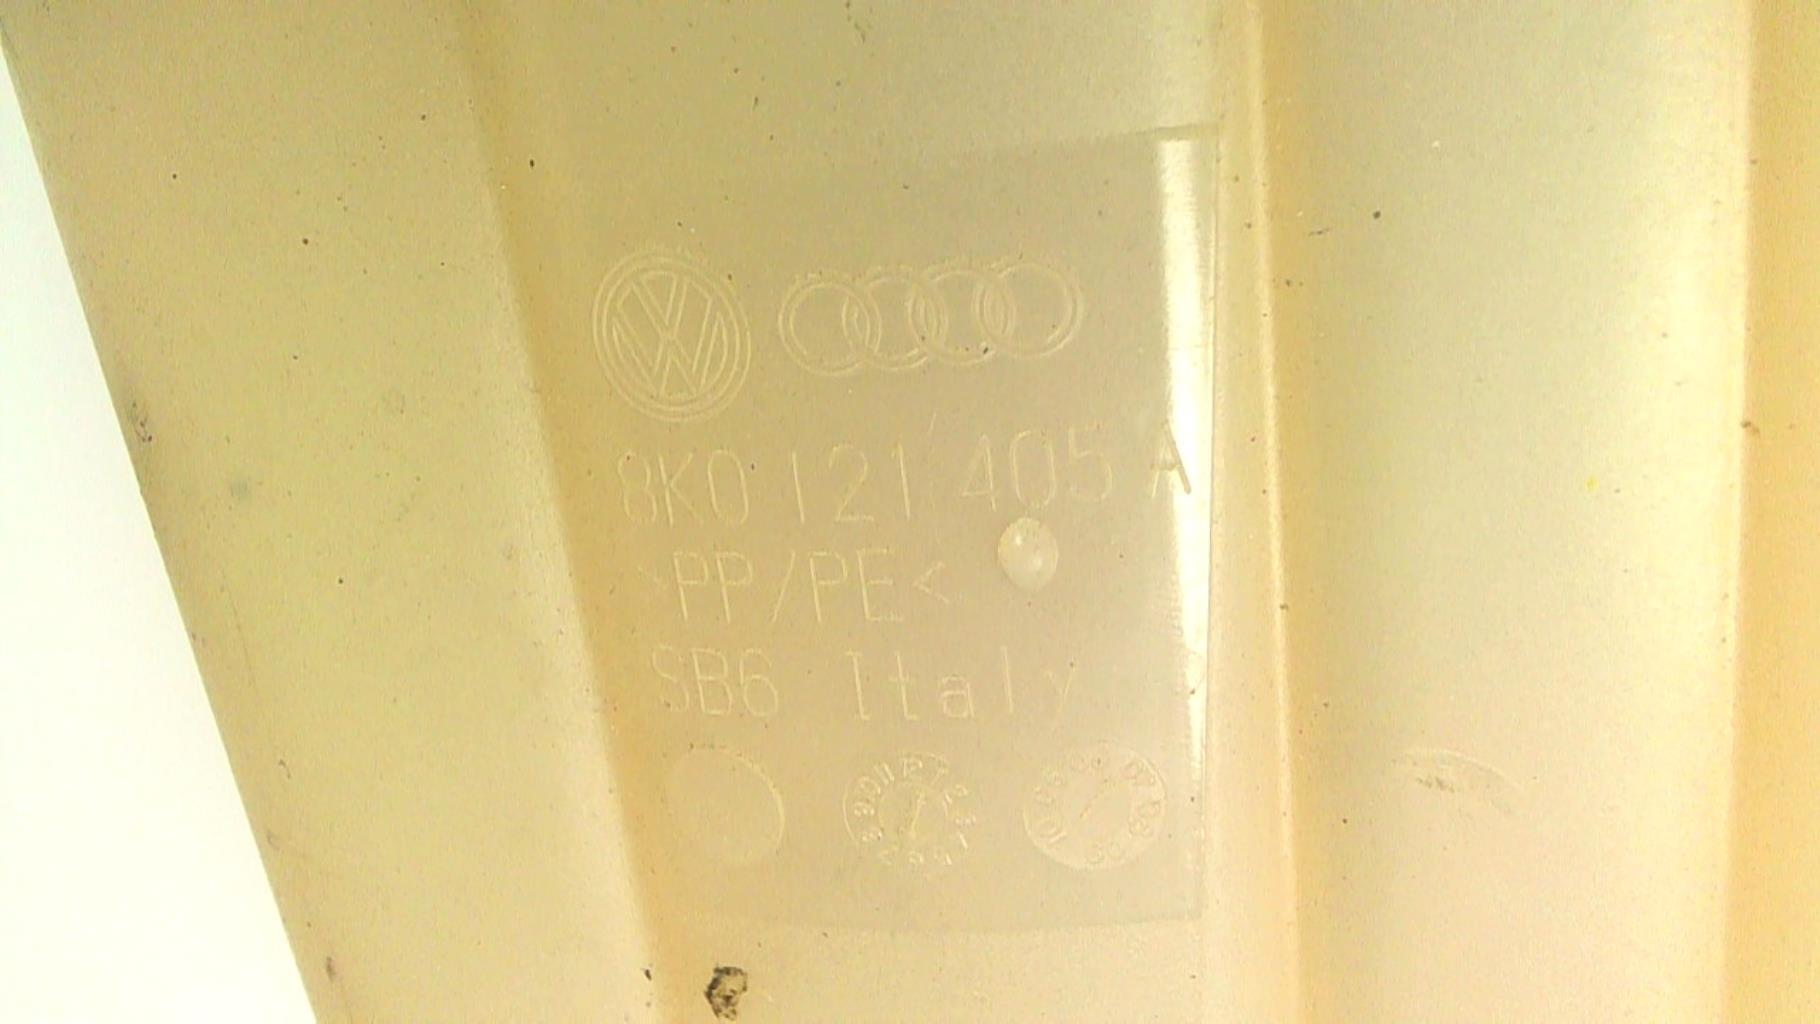 8K0 121 405 A
>PP/PE<
SB6 Italy